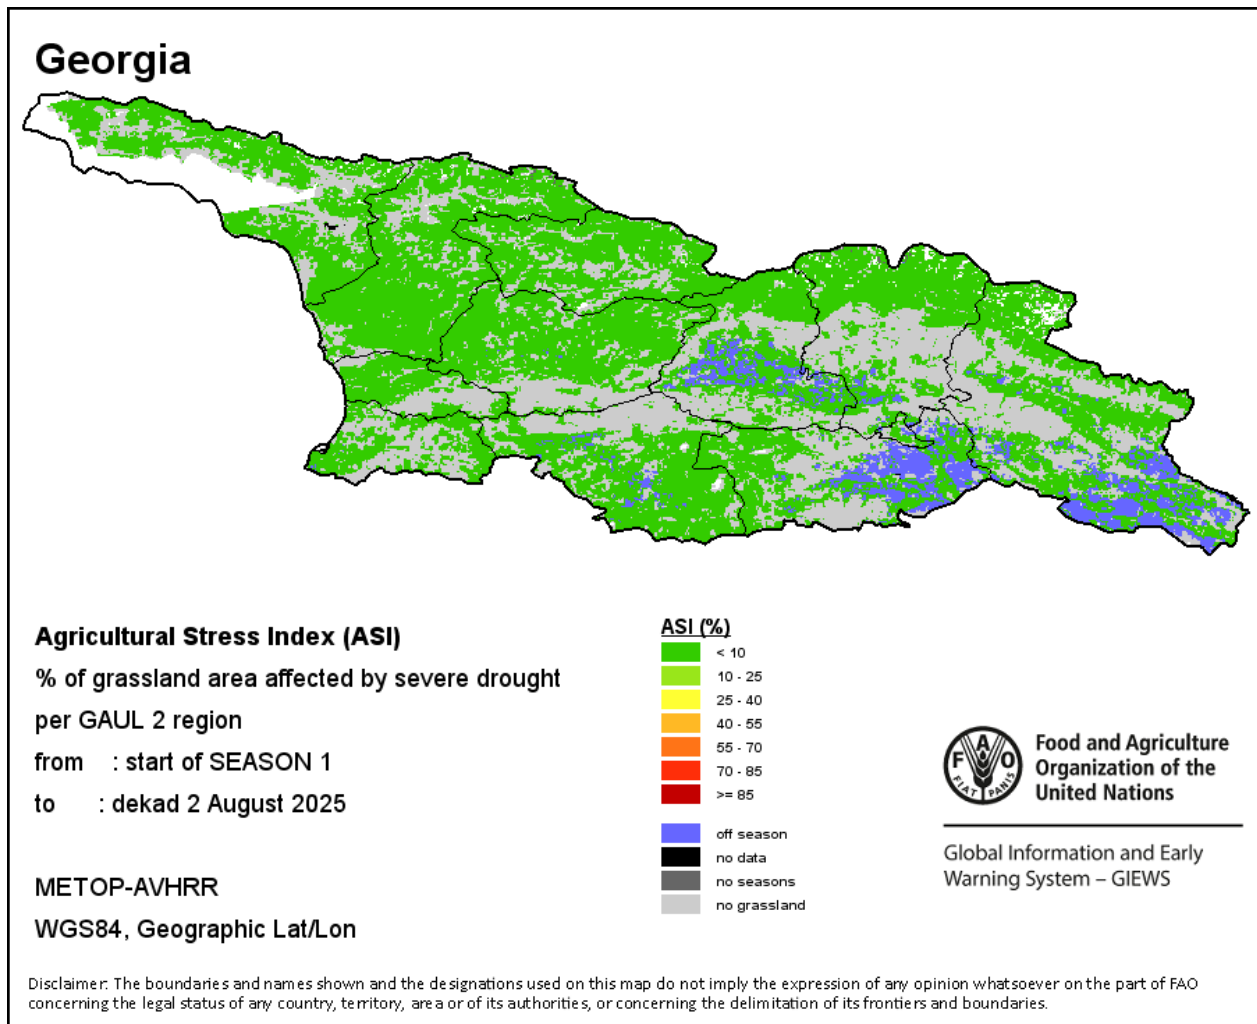 Georgia
Agricultural Stress Index (ASI)
% of grassland area affected by severe drought
per GAUL 2 region
from : start of SEASON 1
to : dekad 2 August 2025
METOP-AVHRR
WGS84, Geographic Lat/Lon
ASI (%)
< 10
10 - 25
25 - 40
40 - 55
55 - 70
70 - 85
>= 85
off season
no data
no seasons
no grassland
F A O
FIAT PANIS
Food and Agriculture
Organization of the
United Nations
Global Information and Early
Warning System – GIEWS
Disclaimer: The boundaries and names shown and the designations used on this map do not imply the expression of any opinion whatsoever on the part of FAO
concerning the legal status of any country, territory, area or of its authorities, or concerning the delimitation of its frontiers and boundaries.